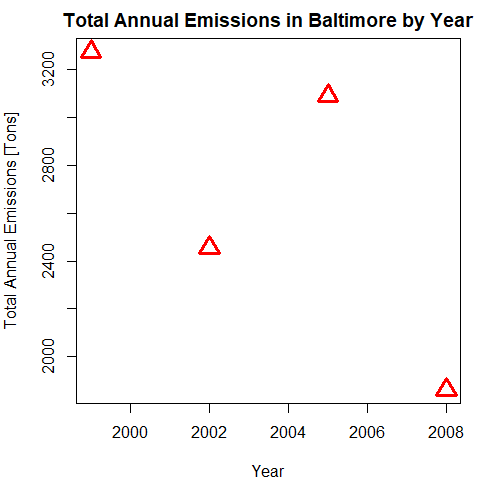 Total Annual Emissions in Baltimore by Year
Total Annual Emissions [Tons]
3200
2800
2400
2000
2000 2002 2004 2006 2008
Year